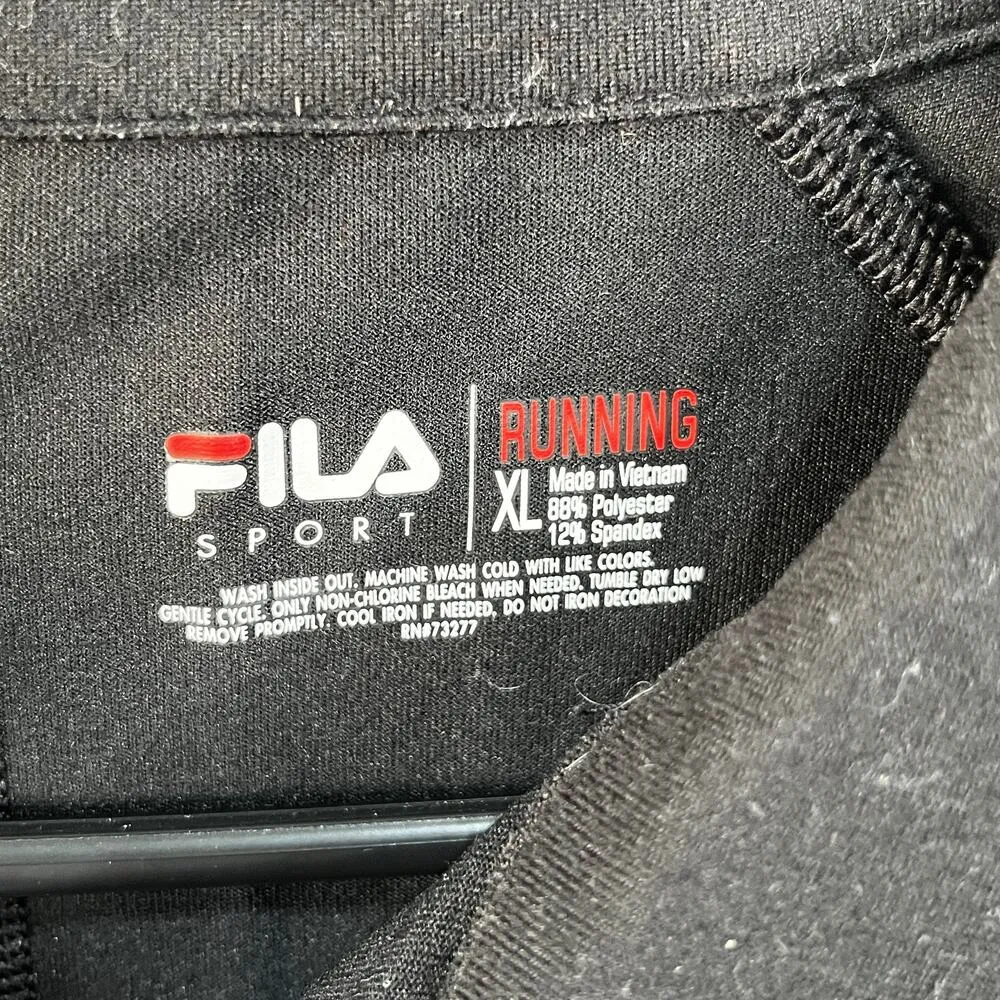 FILA
SPORT
RUNNING
XL
Made in Vietnam
88% Polyester
12% Spandex
WASH INSIDE OUT. MACHINE WASH COLD WITH LIKE COLORS.
GENTLE CYCLE. ONLY NON-CHLORINE BLEACH WHEN NEEDED. TUMBLE DRY LOW
REMOVE PROMPTLY. COOL IRON IF NEEDED. DO NOT IRON DECORATION
RN#73277